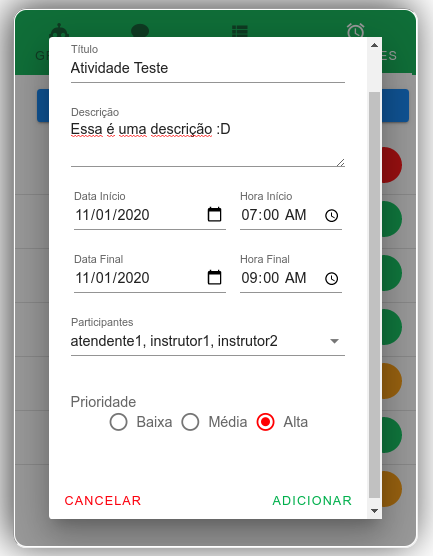 Título
Atividade Teste
Descrição
Essa é uma descrição :D
Data Início Hora Início
11/01/2020 07:00 AM
Data Final Hora Final
11/01/2020 09:00 AM
Participantes
atendente1, instrutor1, instrutor2
Prioridade
Baixa Média Alta
CANCELAR ADICIONAR